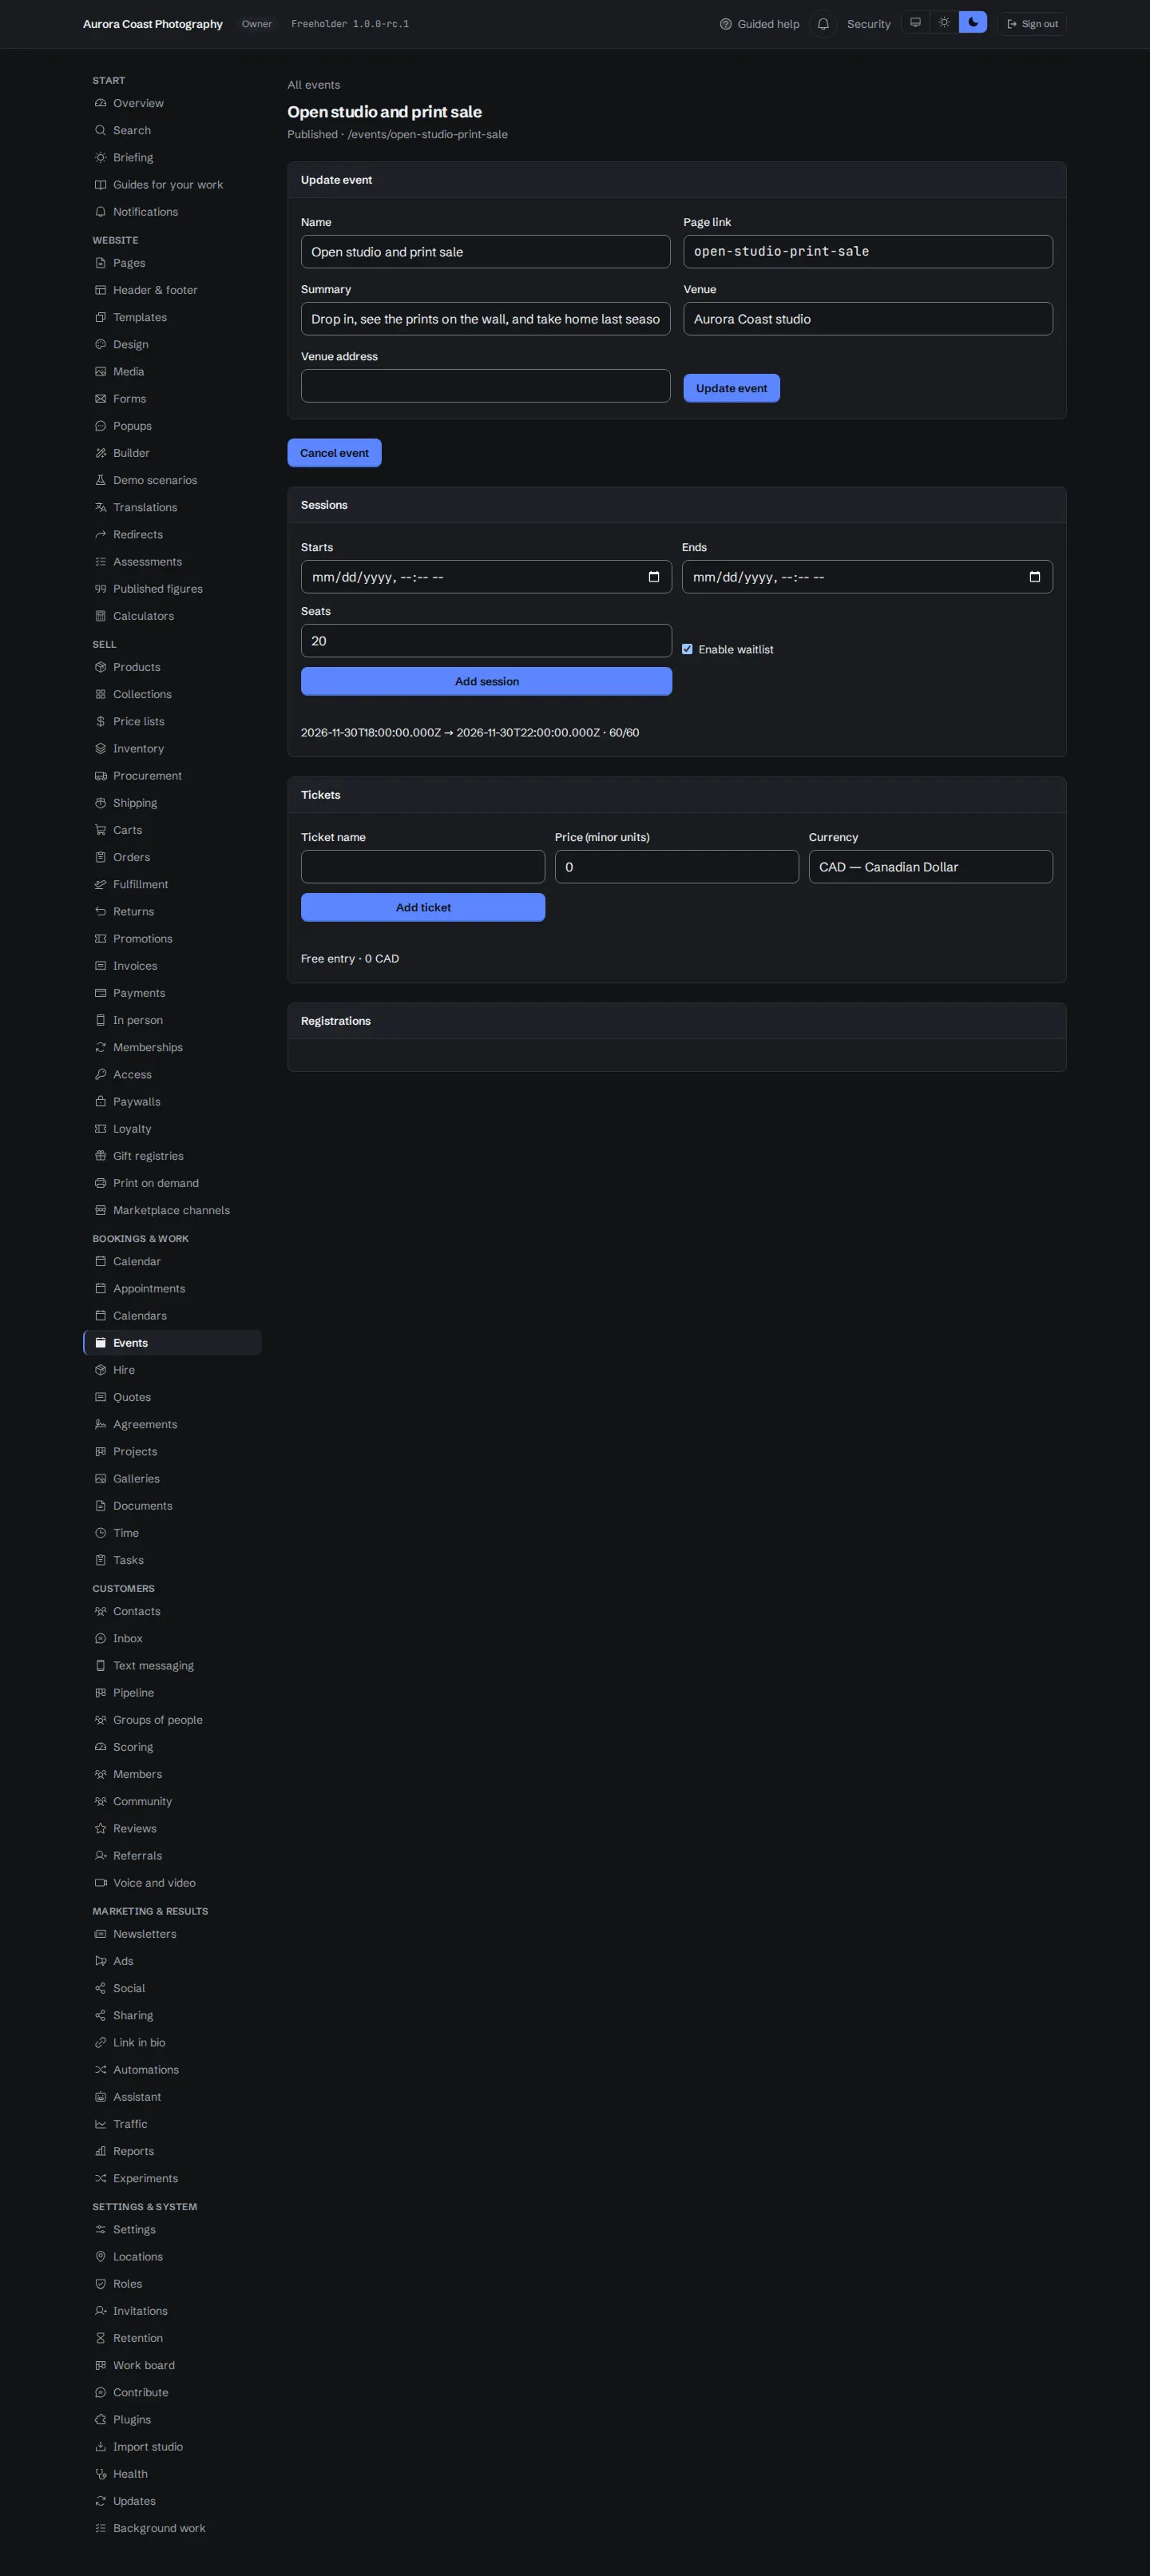 Aurora Coast Photography Owner Freeholder 1.0.0-rc.1 Guided help Security Sign out
START
Overview
Search
Briefing
Guides for your work
Notifications
WEBSITE
Pages
Header & footer
Templates
Design
Media
Forms
Popups
Builder
Demo scenarios
Translations
Redirects
Assessments
Published figures
Calculators
SELL
Products
Collections
Price lists
Inventory
Procurement
Shipping
Carts
Orders
Fulfillment
Returns
Promotions
Invoices
Payments
In person
Memberships
Access
Paywalls
Loyalty
Gift registries
Print on demand
Marketplace channels
BOOKINGS & WORK
Calendar
Appointments
Calendars
Events
Hire
Quotes
Agreements
Projects
Galleries
Documents
Time
Tasks
CUSTOMERS
Contacts
Inbox
Text messaging
Pipeline
Groups of people
Scoring
Members
Community
Reviews
Referrals
Voice and video
MARKETING & RESULTS
Newsletters
Ads
Social
Sharing
Link in bio
Automations
Assistant
Traffic
Reports
Experiments
SETTINGS & SYSTEM
Settings
Locations
Roles
Invitations
Retention
Work board
Contribute
Plugins
Import studio
Health
Updates
Background work
All events
Open studio and print sale
Published · /events/open-studio-print-sale
Update event
Name Page link
Open studio and print sale open-studio-print-sale
Summary Venue
Drop in, see the prints on the wall, and take home last seaso Aurora Coast studio
Venue address
Update event
Cancel event
Sessions
Starts Ends
mm/dd/yyyy, --:-- -- mm/dd/yyyy, --:-- --
Seats
20 Enable waitlist
Add session
2026-11-30T18:00:00.000Z → 2026-11-30T22:00:00.000Z · 60/60
Tickets
Ticket name Price (minor units) Currency
0 CAD — Canadian Dollar
Add ticket
Free entry · 0 CAD
Registrations